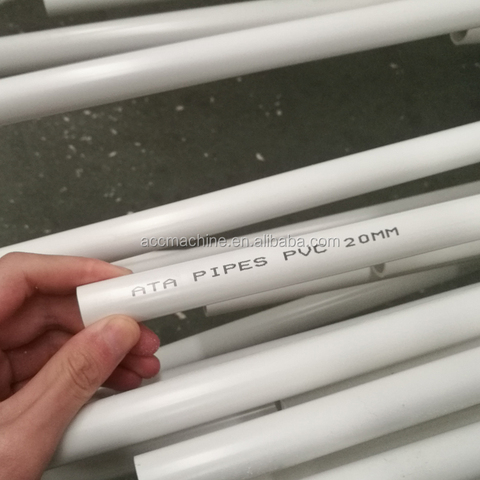 accmachine.en.alibaba.com
ATA PIPES PVC 20MM